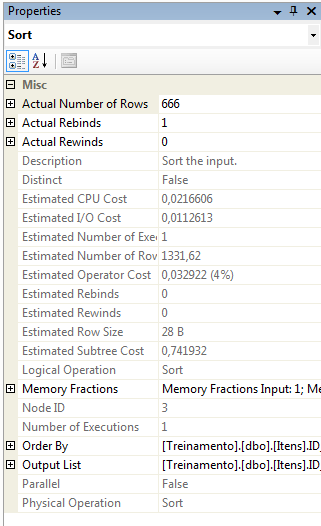 Properties
Sort
Misc
Actual Number of Rows 666
Actual Rebinds 1
Actual Rewinds 0
Description Sort the input.
Distinct False
Estimated CPU Cost 0,0216606
Estimated I/O Cost 0,0112613
Estimated Number of Exe 1
Estimated Number of Row 1331,62
Estimated Operator Cost 0,032922 (4%)
Estimated Rebinds 0
Estimated Rewinds 0
Estimated Row Size 28 B
Estimated Subtree Cost 0,741932
Logical Operation Sort
Memory Fractions Memory Fractions Input: 1; Me
Node ID 3
Number of Executions 1
Order By [Treinamento].[dbo].[Itens].ID_
Output List [Treinamento].[dbo].[Itens].ID_
Parallel False
Physical Operation Sort